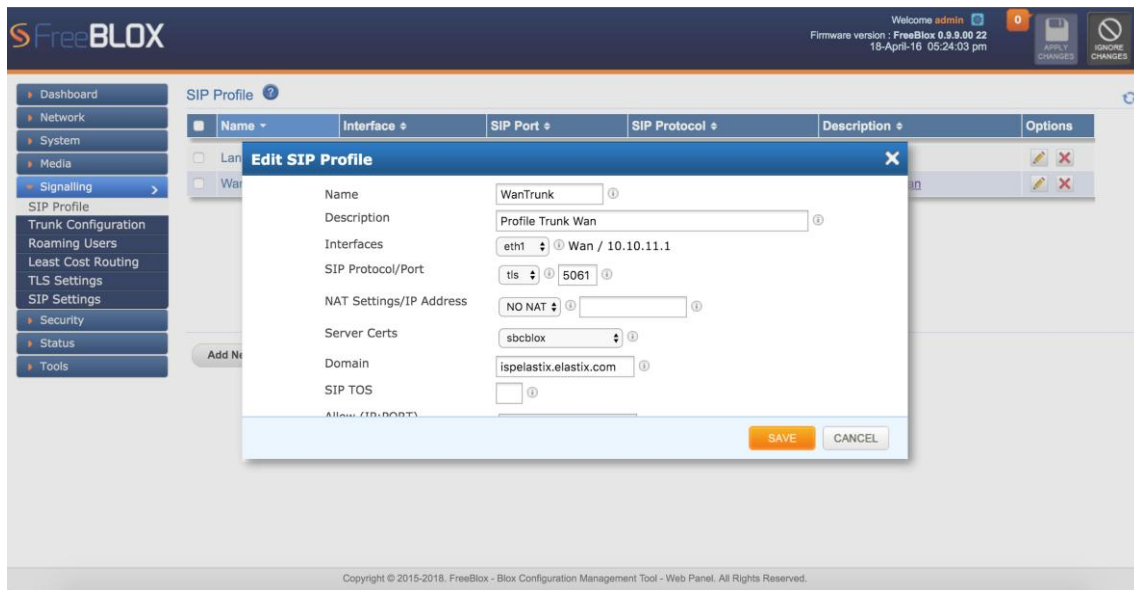 FreeBLOX
Welcome admin
Firmware version : FreeBlox 0.9.9.00 22
18-April-16 05:24:03 pm
0
APPLY CHANGES
IGNORE CHANGES
Dashboard
Network
System
Media
Signalling
SIP Profile
Trunk Configuration
Roaming Users
Least Cost Routing
TLS Settings
SIP Settings
Security
Status
Tools
SIP Profile
Name Interface SIP Port SIP Protocol Description Options
Lan
Wan
Add Ne
Edit SIP Profile
Name WanTrunk
Description Profile Trunk Wan
Interfaces eth1 Wan / 10.10.11.1
SIP Protocol/Port tls 5061
NAT Settings/IP Address NO NAT
Server Certs sbcblox
Domain ispelastix.elastix.com
SIP TOS
Allow (IP:PORT)
SAVE CANCEL
Copyright © 2015-2018. FreeBlox - Blox Configuration Management Tool - Web Panel. All Rights Reserved.